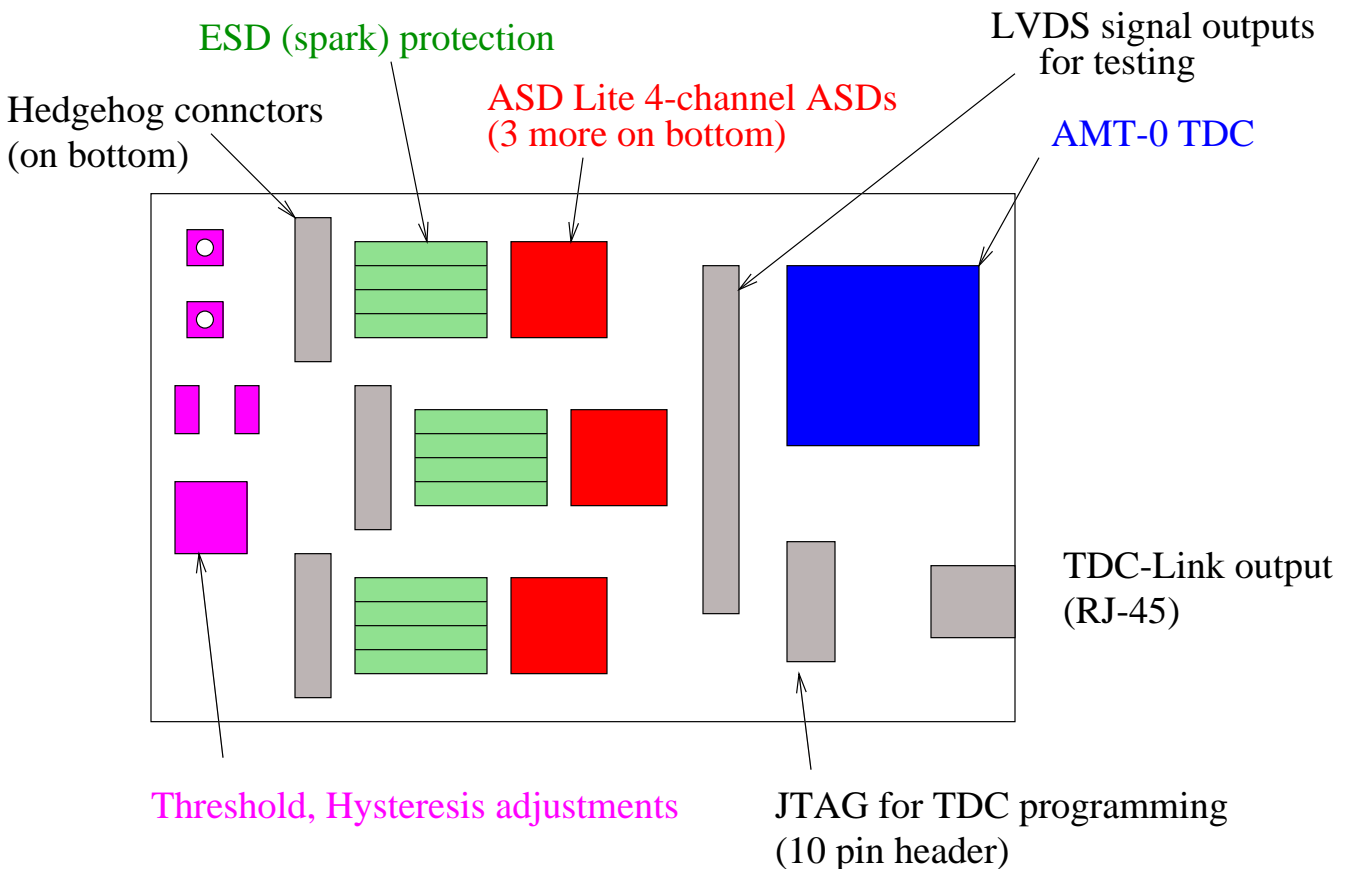 ESD (spark) protection
LVDS signal outputs
for testing
Hedgehog connctors
(on bottom)
ASD Lite 4-channel ASDs
(3 more on bottom)
AMT-0 TDC
TDC-Link output
(RJ-45)
Threshold, Hysteresis adjustments
JTAG for TDC programming
(10 pin header)